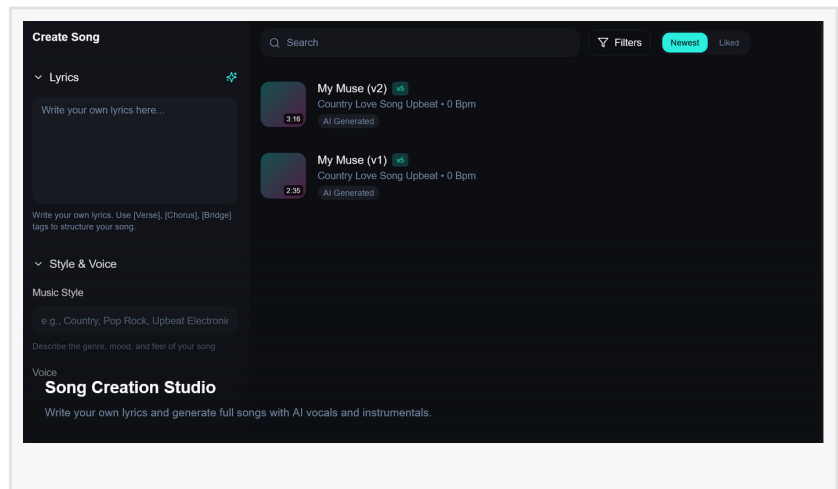 Create Song
Lyrics
Write your own lyrics here...
Write your own lyrics. Use [Verse], [Chorus], [Bridge]
tags to structure your song.
Style & Voice
Music Style
e.g., Country, Pop Rock, Upbeat Electronic
Describe the genre, mood, and feel of your song
Voice
Search
Filters
Newest
Liked
My Muse (v2) v5
Country Love Song Upbeat • 0 Bpm
3:16
AI Generated
My Muse (v1) v5
Country Love Song Upbeat • 0 Bpm
2:35
AI Generated
Song Creation Studio
Write your own lyrics and generate full songs with AI vocals and instrumentals.